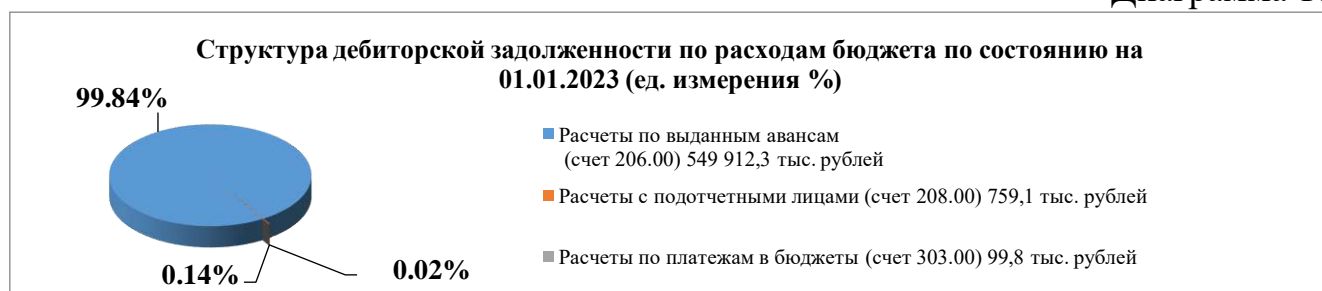 Структура дебиторской задолженности по расходам бюджета по состоянию на
01.01.2023 (ед. измерения %)
99.84%
Расчеты по выданным авансам
(счет 206.00) 549 912,3 тыс. рублей
Расчеты с подотчетными лицами (счет 208.00) 759,1 тыс. рублей
Расчеты по платежам в бюджеты (счет 303.00) 99,8 тыс. рублей
0.14%
0.02%